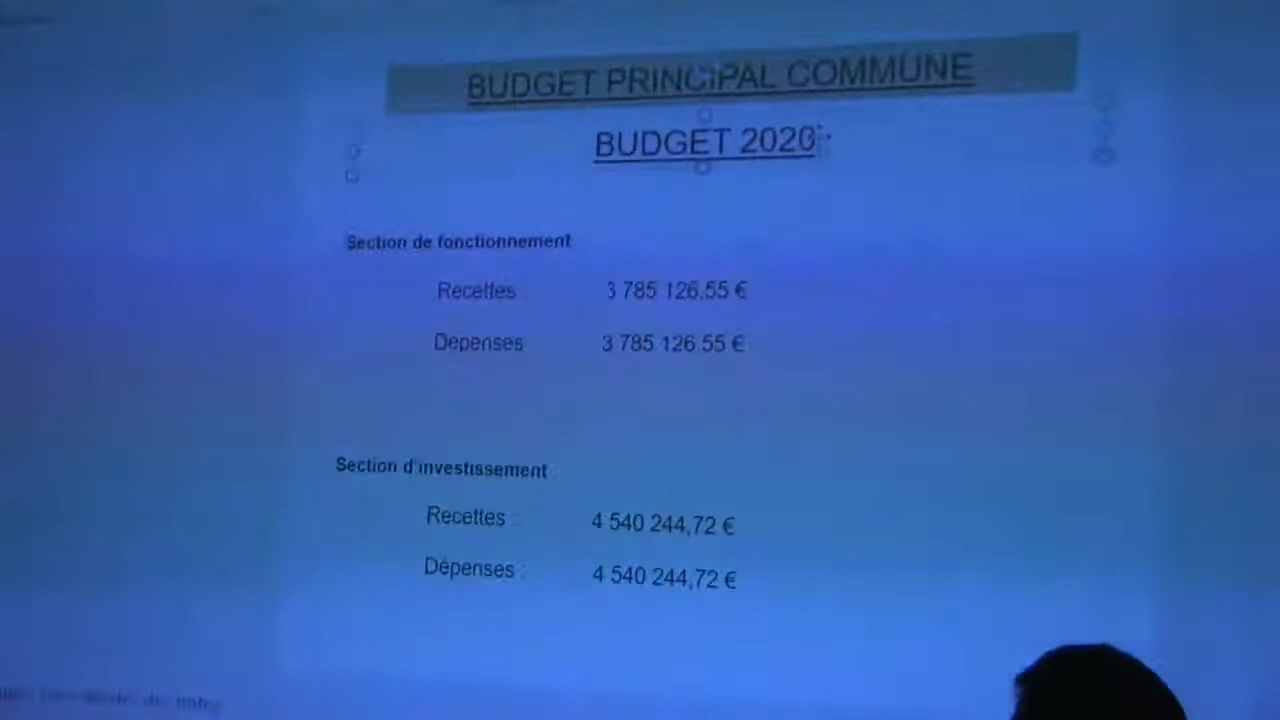 BUDGET PRINCIPAL COMMUNE
BUDGET 2020
Section de fonctionnement
Recettes 3 785 126,55 €
Dépenses 3 785 126,55 €
Section d'investissement
Recettes : 4 540 244,72 €
Dépenses : 4 540 244,72 €